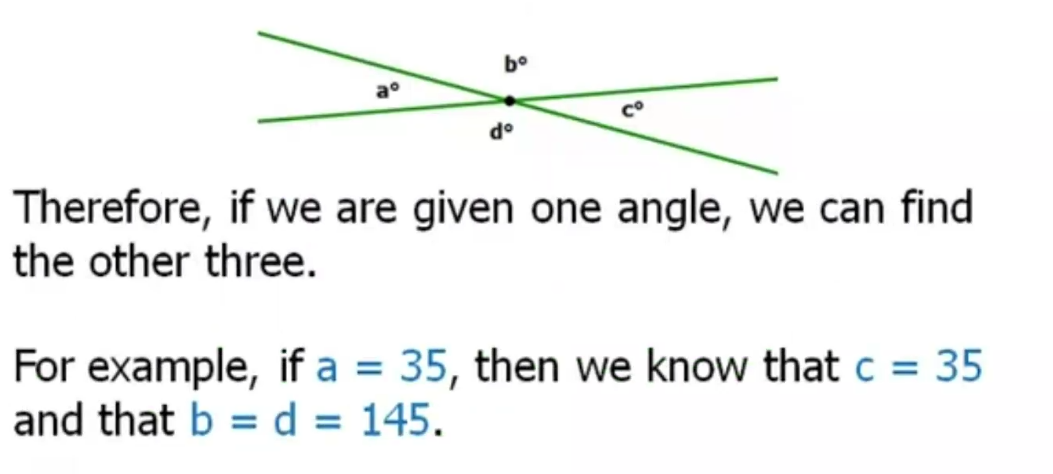 b°
a°
c°
d°
Therefore, if we are given one angle, we can find
the other three.
For example, if a = 35, then we know that c = 35
and that b = d = 145.